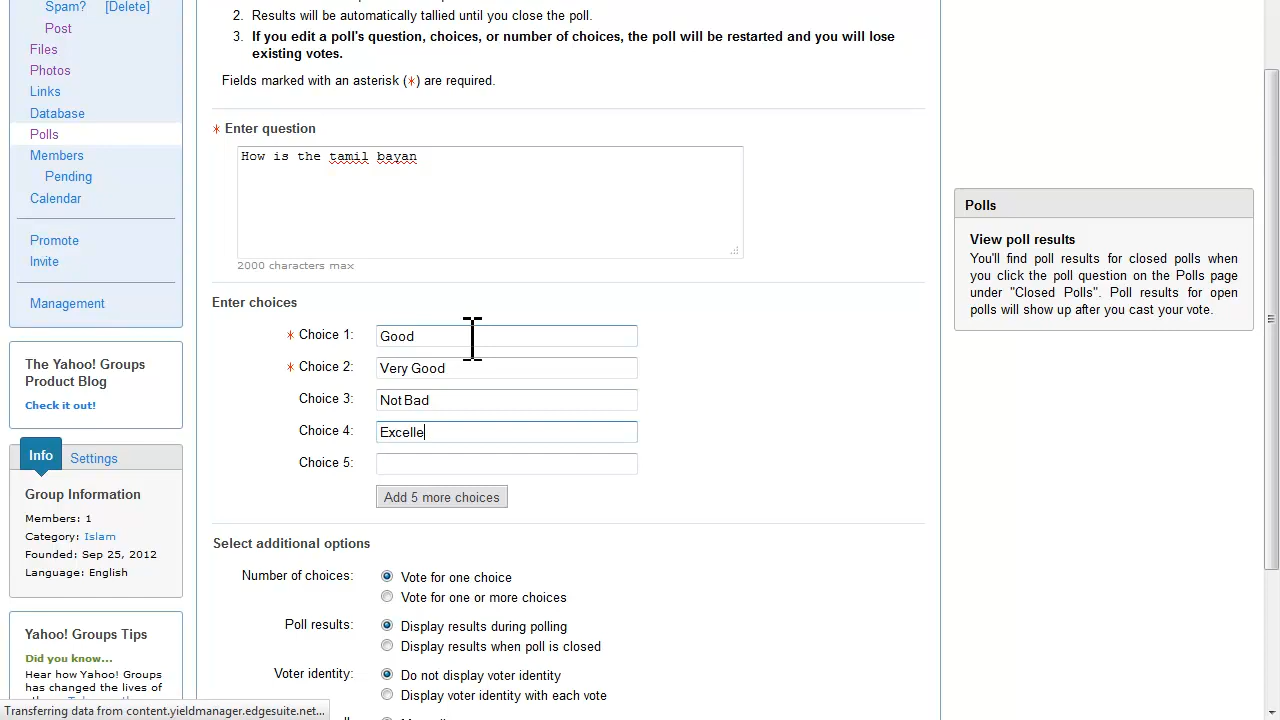 Spam? [Delete]
Post
Files
Photos
Links
Database
Polls
Members
Pending
Calendar
Promote
Invite
Management
The Yahoo! Groups
Product Blog
Check it out!
Info Settings
Group Information
Members: 1
Category: Islam
Founded: Sep 25, 2012
Language: English
Yahoo! Groups Tips
Did you know...
Hear how Yahoo! Groups
has changed the lives of
Transferring data from content.yieldmanager.edgesuite.net...
2. Results will be automatically tallied until you close the poll.
3. If you edit a poll's question, choices, or number of choices, the poll will be restarted and you will lose
existing votes.
Fields marked with an asterisk (*) are required.
* Enter question
How is the tamil bayan
2000 characters max
Enter choices
* Choice 1: Good
* Choice 2: Very Good
Choice 3: Not Bad
Choice 4: Excelle
Choice 5:
Add 5 more choices
Select additional options
Number of choices: Vote for one choice
Vote for one or more choices
Poll results: Display results during polling
Display results when poll is closed
Voter identity: Do not display voter identity
Display voter identity with each vote
Polls
View poll results
You'll find poll results for closed polls when
you click the poll question on the Polls page
under "Closed Polls". Poll results for open
polls will show up after you cast your vote.